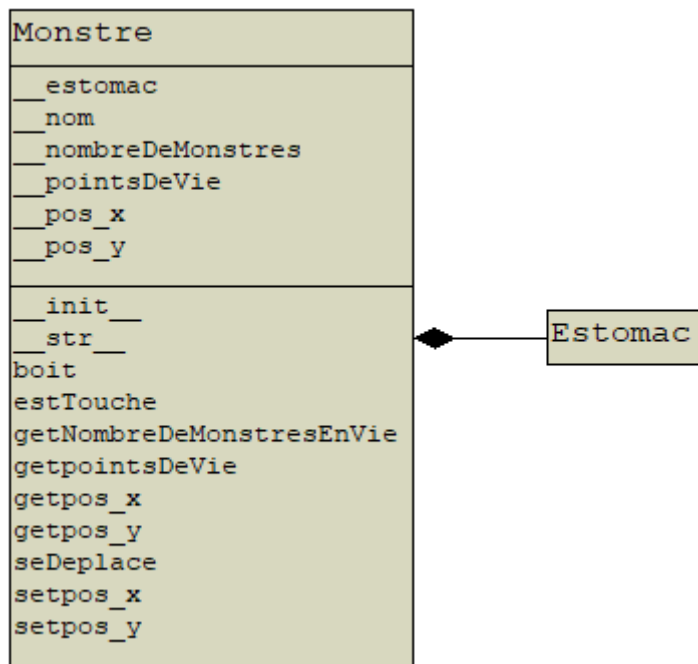 Monstre
__estomac
__nom
__nombreDeMonstres
__pointsDeVie
__pos_x
__pos_y
__init__
__str__
boit
estTouche
getNombreDeMonstresEnVie
getpointsDeVie
getpos_x
getpos_y
seDeplace
setpos_x
setpos_y
Estomac